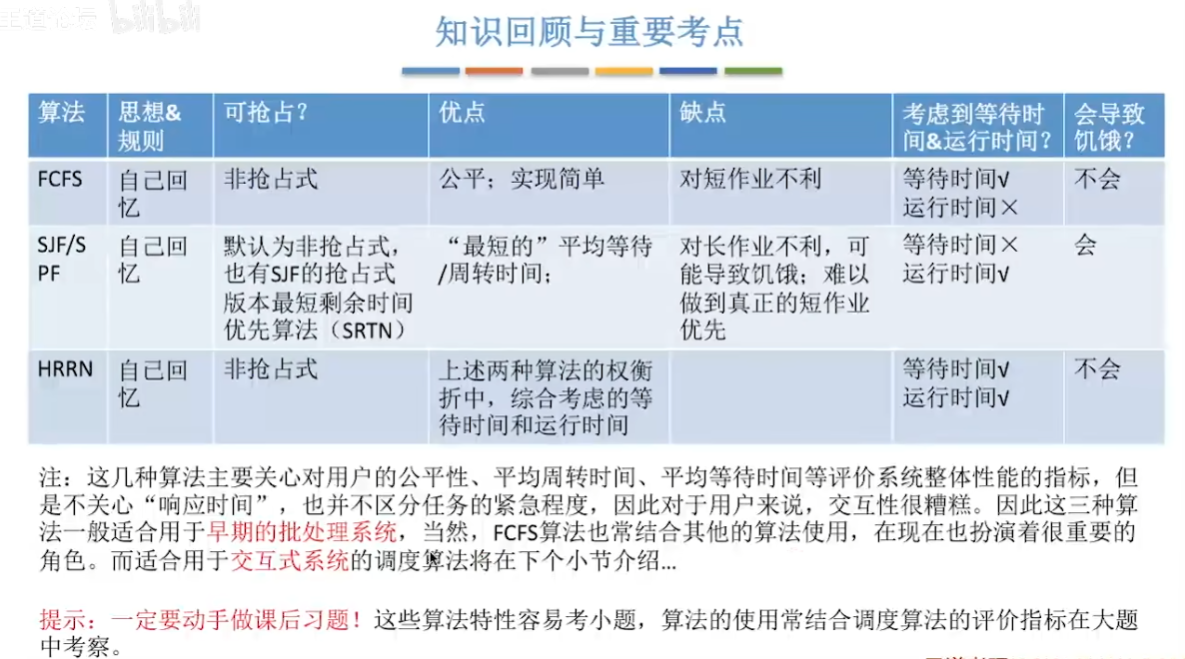 王道论坛 bilibili
知识回顾与重要考点
算法
思想&
规则
可抢占？
优点
缺点
考虑到等待时
间&运行时间？
会导致
饥饿？
FCFS
自己回
忆
非抢占式
公平；实现简单
对短作业不利
等待时间√
运行时间×
不会
SJF/S
PF
自己回
忆
默认为非抢占式，
也有SJF的抢占式
版本最短剩余时间
优先算法（SRTN）
“最短的”平均等待
/周转时间；
对长作业不利，可
能导致饥饿；难以
做到真正的短作业
优先
等待时间×
运行时间√
会
HRRN
自己回
忆
非抢占式
上述两种算法的权衡
折中，综合考虑的等
待时间和运行时间
等待时间√
运行时间√
不会
注：这几种算法主要关心对用户的公平性、平均周转时间、平均等待时间等评价系统整体性能的指标，但
是不关心“响应时间”，也并不区分任务的紧急程度，因此对于用户来说，交互性很糟糕。因此这三种算
法一般适合用于早期的批处理系统，当然，FCFS算法也常结合其他的算法使用，在现在也扮演着很重要的
角色。而适合用于交互式系统的调度算法将在下个小节介绍...
提示：一定要动手做课后习题！这些算法特性容易考小题，算法的使用常结合调度算法的评价指标在大题
中考察。